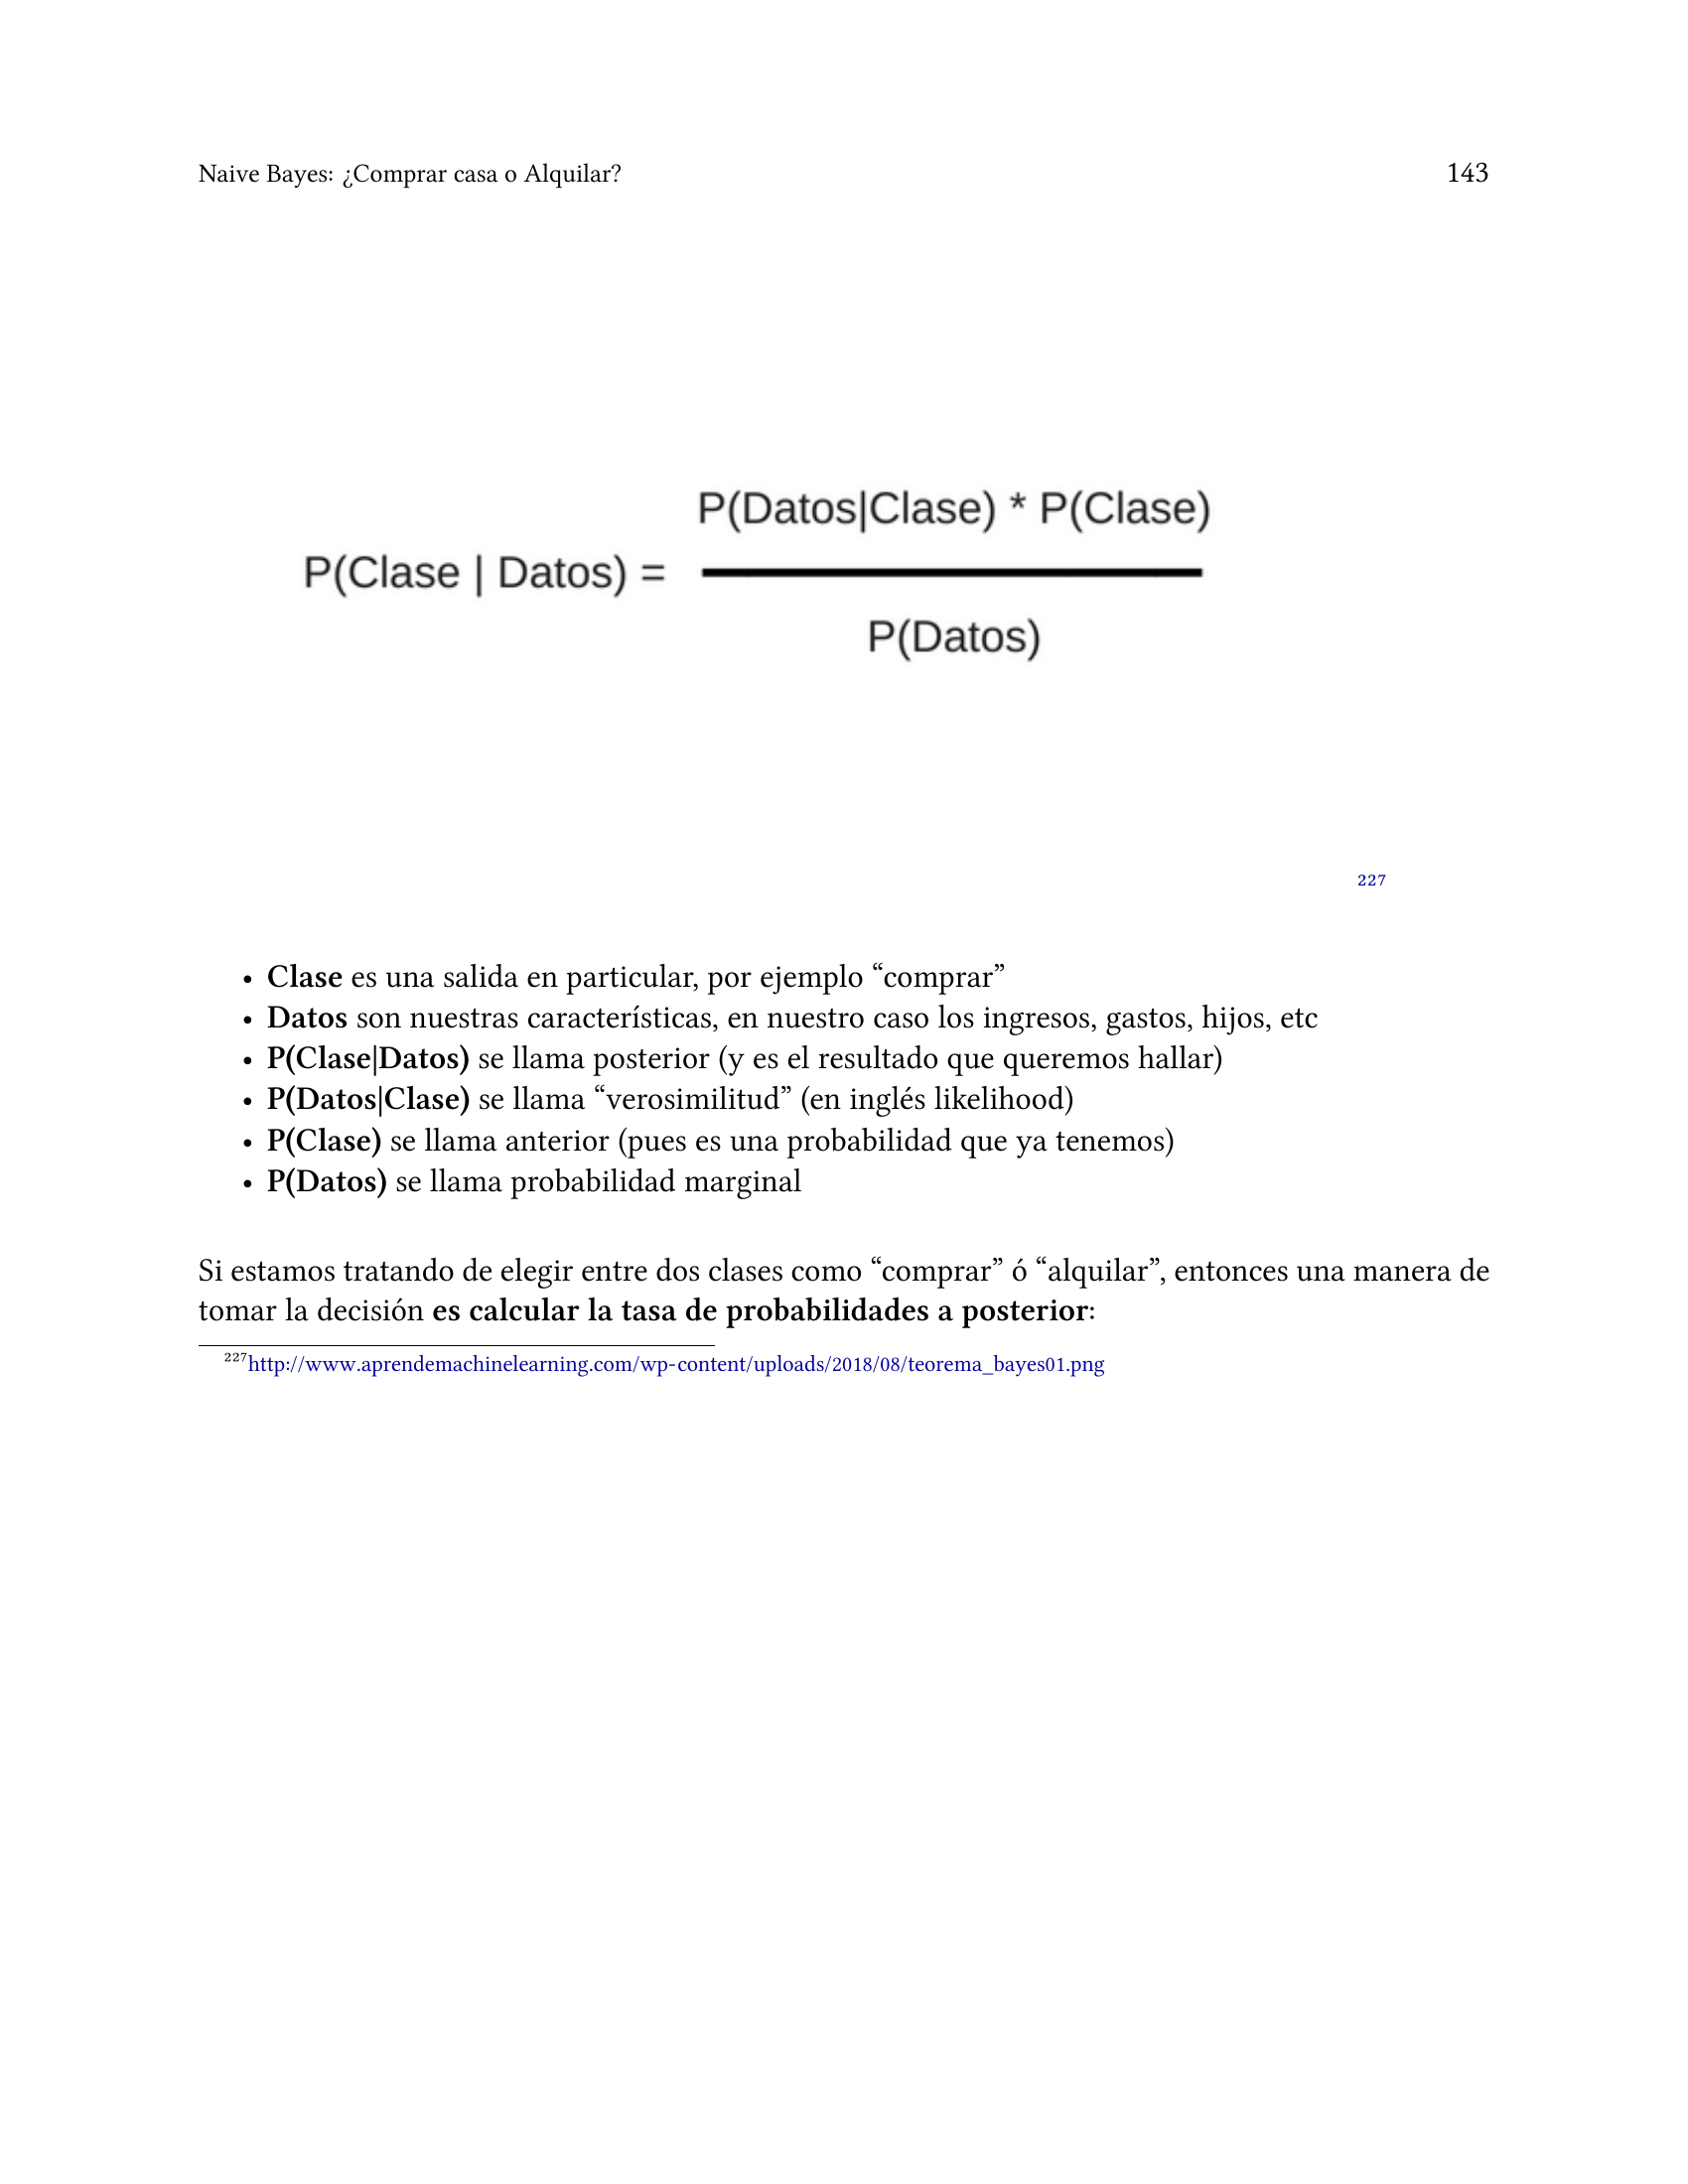 Naive Bayes: ¿Comprar casa o Alquilar? 143
P(Datos|Clase) * P(Clase)
P(Clase | Datos) =
P(Datos)
227
• Clase es una salida en particular, por ejemplo “comprar”
• Datos son nuestras características, en nuestro caso los ingresos, gastos, hijos, etc
• P(Clase|Datos) se llama posterior (y es el resultado que queremos hallar)
• P(Datos|Clase) se llama “verosimilitud” (en inglés likelihood)
• P(Clase) se llama anterior (pues es una probabilidad que ya tenemos)
• P(Datos) se llama probabilidad marginal
Si estamos tratando de elegir entre dos clases como “comprar” ó “alquilar”, entonces una manera de
tomar la decisión es calcular la tasa de probabilidades a posterior:
227http://www.aprendemachinelearning.com/wp-content/uploads/2018/08/teorema_bayes01.png